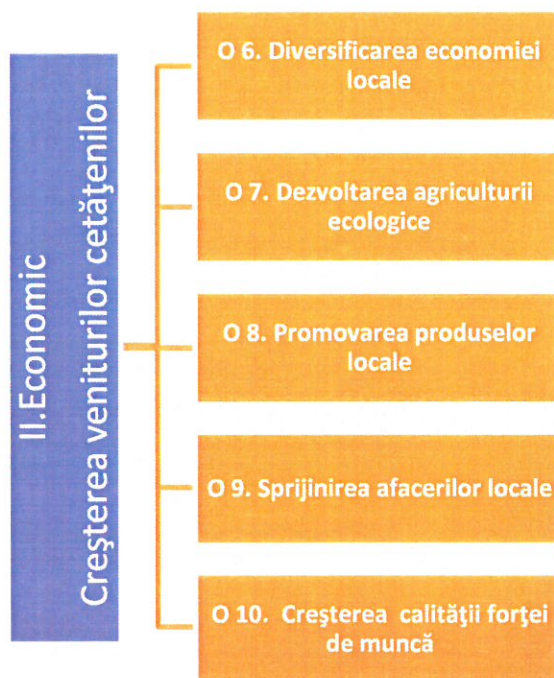 II.Economic
Creşterea veniturilor cetăţenilor
O 6. Diversificarea economiei
locale
O 7. Dezvoltarea agriculturii
ecologice
O 8. Promovarea produselor
locale
O 9. Sprijinirea afacerilor locale
O 10.  Creşterea  calităţii forţei
de muncă